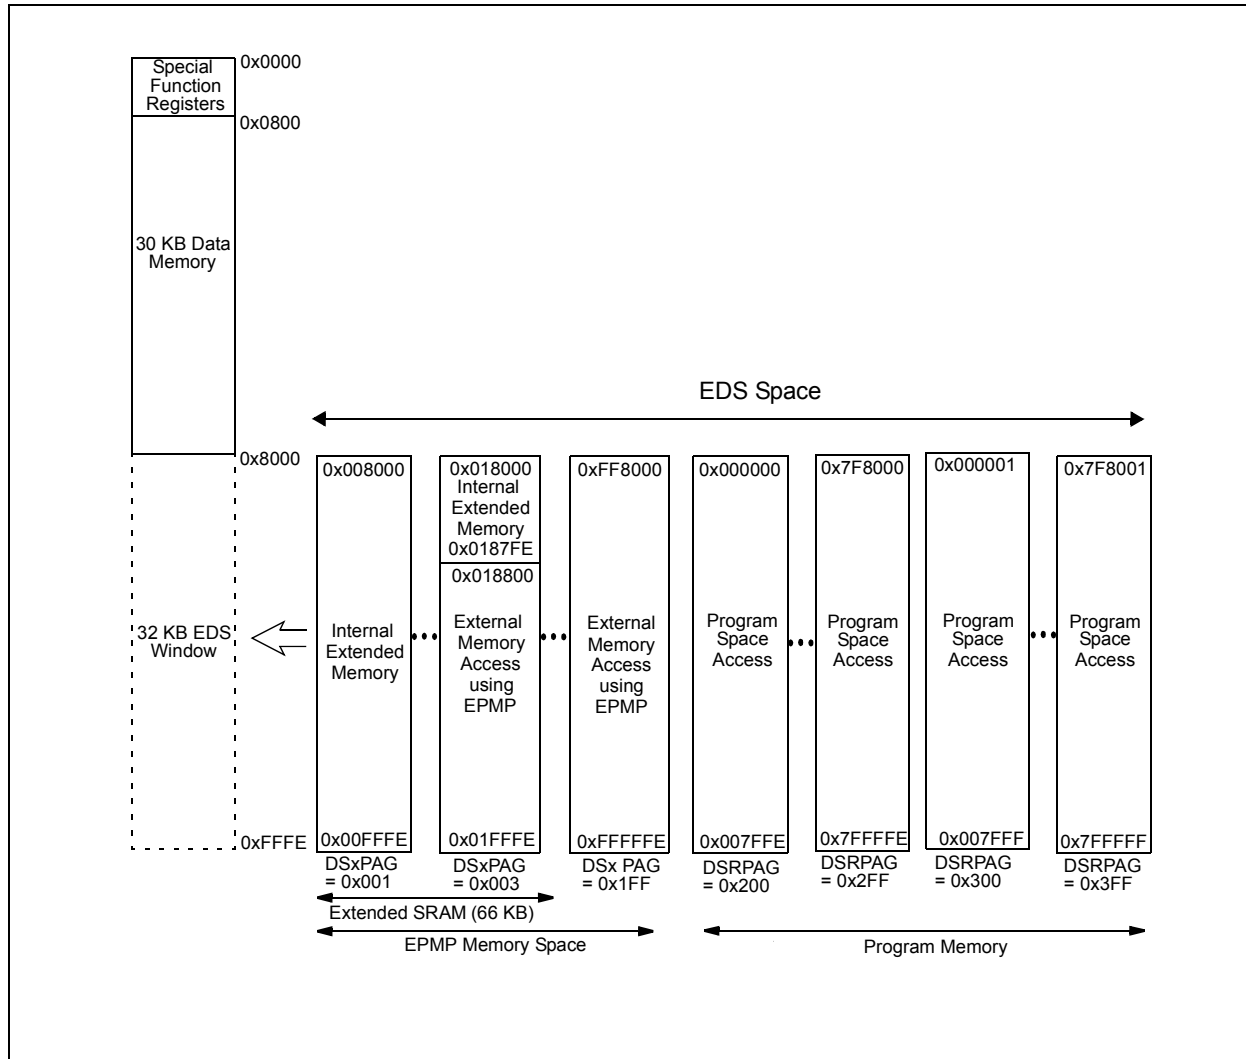 Special
Function
Registers
0x0000
0x0800
30 KB Data
Memory
EDS Space
0x8000
32 KB EDS
Window
0xFFFE
0x008000
Internal
Extended
Memory
0x00FFFE
DSxPAG
= 0x001
0x018000
Internal
Extended
Memory
0x0187FE
0x018800
External
Memory
Access
using
EPMP
0x01FFFE
DSxPAG
= 0x003
0xFF8000
External
Memory
Access
using
EPMP
0xFFFFFE
DSx PAG
= 0x1FF
0x000000
Program
Space
Access
0x007FFE
DSRPAG
= 0x200
0x7F8000
Program
Space
Access
0x7FFFFE
DSRPAG
= 0x2FF
0x000001
Program
Space
Access
0x007FFF
DSRPAG
= 0x300
0x7F8001
Program
Space
Access
0x7FFFFF
DSRPAG
= 0x3FF
Extended SRAM (66 KB)
EPMP Memory Space
Program Memory